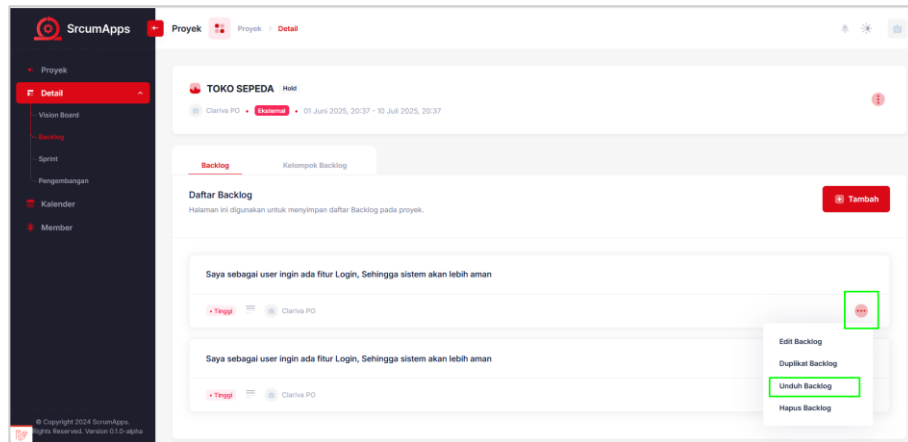 SrcumApps
Proyek
Proyek > Detail
Proyek
Detail
Vision Board
Backlog
Sprint
Pengembangan
Kalender
Member
TOKO SEPEDA Hold
Clariva PO • Eksternal • 01 Juni 2025, 20:37 - 10 Juli 2025, 20:37
Backlog
Kelompok Backlog
Daftar Backlog
Halaman ini digunakan untuk menyimpan daftar Backlog pada proyek.
Tambah
Saya sebagai user ingin ada fitur Login, Sehingga sistem akan lebih aman
• Tinggi Clariva PO
Edit Backlog
Duplikat Backlog
Unduh Backlog
Hapus Backlog
Saya sebagai user ingin ada fitur Login, Sehingga sistem akan lebih aman
• Tinggi Clariva PO
© Copyright 2024 ScrumApps.
Rights Reserved. Version 0.1.0-alpha